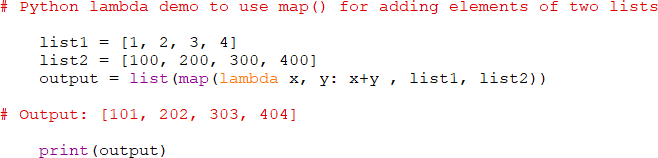 # Python lambda demo to use map() for adding elements of two lists
list1 = [1, 2, 3, 4]
list2 = [100, 200, 300, 400]
output = list(map(lambda x, y: x+y , list1, list2))
# Output: [101, 202, 303, 404]
print(output)